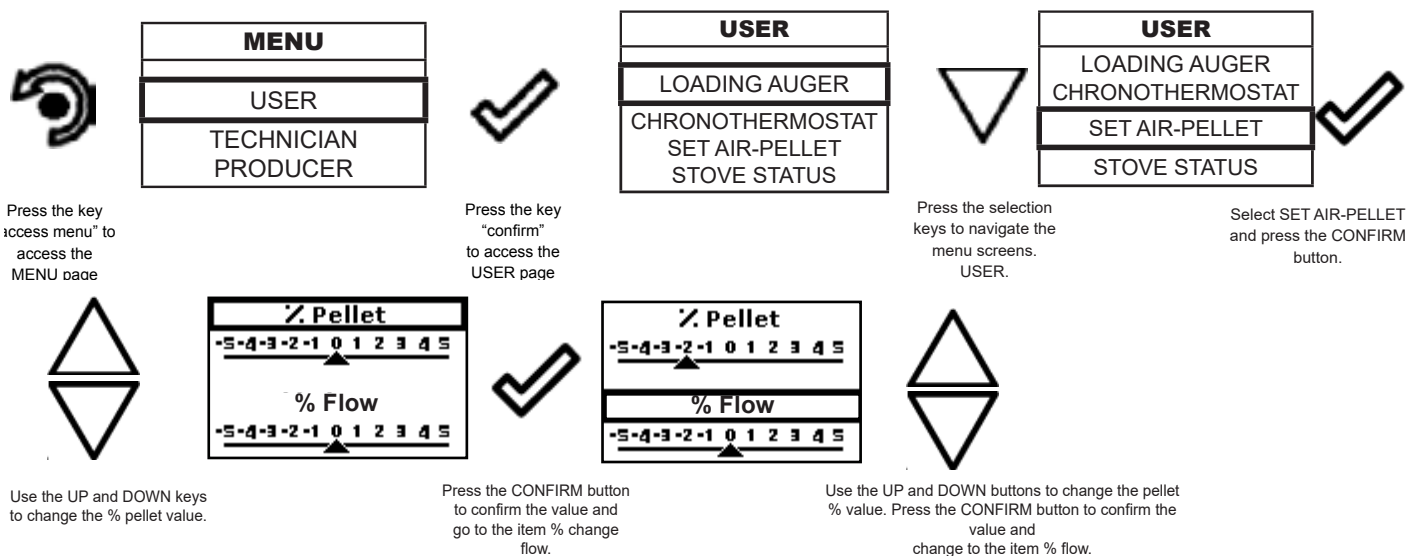 MENU
USER
TECHNICIAN
PRODUCER
USER
LOADING AUGER
CHRONOTHERMOSTAT
SET AIR-PELLET
STOVE STATUS
USER
LOADING AUGER
CHRONOTHERMOSTAT
SET AIR-PELLET
STOVE STATUS
Press the key
access menu” to
access the
MENU page
Press the key
“confirm”
to access the
USER page
Press the selection
keys to navigate the
menu screens.
USER.
Select SET AIR-PELLET
and press the CONFIRM
button.
% Pellet
-5-4-3-2-1 0 1 2 3 4 5
% Flow
-5-4-3-2-1 0 1 2 3 4 5
% Pellet
-5-4-3-2-1 0 1 2 3 4 5
% Flow
-5-4-3-2-1 0 1 2 3 4 5
Use the UP and DOWN keys
to change the % pellet value.
Press the CONFIRM button
to confirm the value and
go to the item % change
flow.
Use the UP and DOWN buttons to change the pellet
% value. Press the CONFIRM button to confirm the
value and
change to the item % flow.